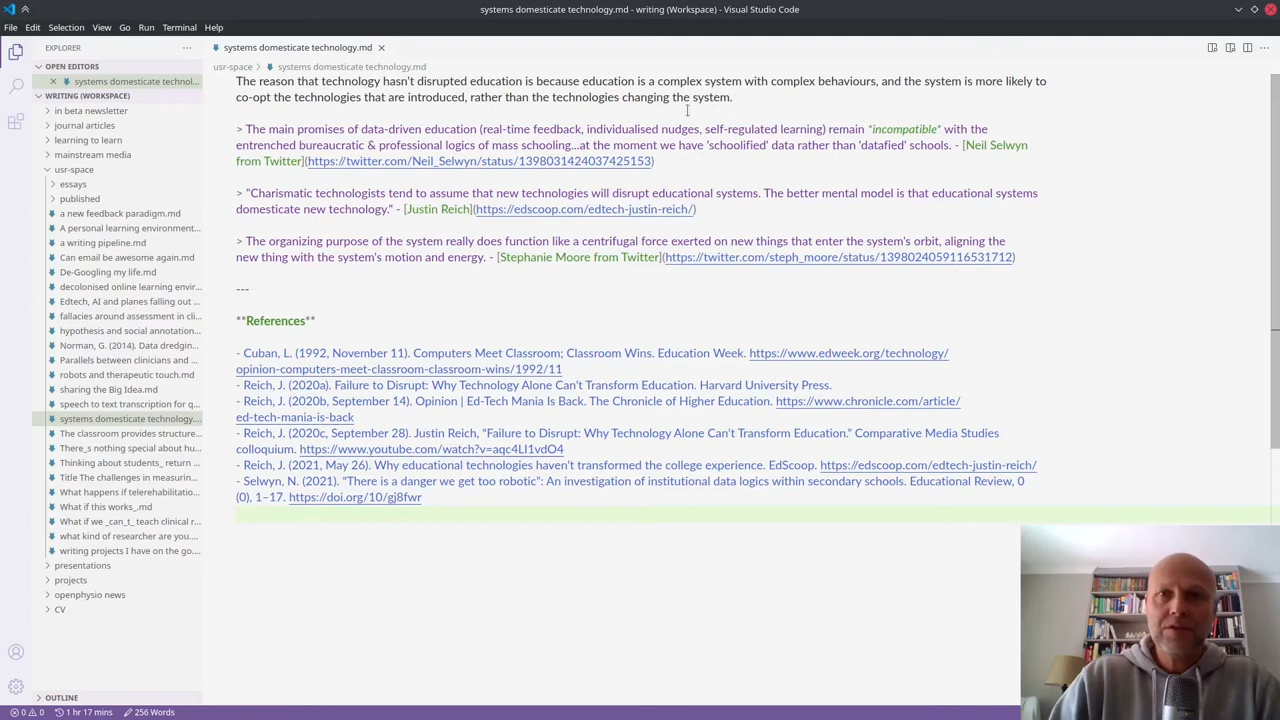 systems domesticate technology.md - writing (Workspace) - Visual Studio Code
File Edit Selection View Go Run Terminal Help
EXPLORER
OPEN EDITORS
systems domesticate technol...
WRITING (WORKSPACE)
in beta newsletter
journal articles
learning to learn
mainstream media
usr-space
essays
published
a new feedback paradigm.md
A personal learning environment...
a writing pipeline.md
Can email be awesome again.md
De-Googling my life.md
decolonised online learning envir...
Edtech, AI and planes falling out ...
fallacies around assessment in cli...
hypothesis and social annotation...
Norman, G. (2014). Data dredgin...
Parallels between clinicians and ...
robots and therapeutic touch.md
sharing the Big Idea.md
speech to text transcription for q...
systems domesticate technology....
The classroom provides structure...
There_s nothing special about hu...
Thinking about students_ return ...
Title The challenges in measurin...
What happens if telerehabilitatio...
What if this works_.md
What if we _can_t_ teach clinical r...
what kind of researcher are you....
writing projects I have on the go....
presentations
projects
openphysio news
CV
OUTLINE
systems domesticate technology.md
usr-space > systems domesticate technology.md
The reason that technology hasn't disrupted education is because education is a complex system with complex behaviours, and the system is more likely to
co-opt the technologies that are introduced, rather than the technologies changing the system.
> The main promises of data-driven education (real-time feedback, individualised nudges, self-regulated learning) remain *incompatible* with the
entrenched bureaucratic & professional logics of mass schooling...at the moment we have 'schoolified' data rather than 'datafied' schools. - [Neil Selwyn
from Twitter](https://twitter.com/Neil_Selwyn/status/1398031424037425153)
> "Charismatic technologists tend to assume that new technologies will disrupt educational systems. The better mental model is that educational systems
domesticate new technology." - [Justin Reich](https://edscoop.com/edtech-justin-reich/)
> The organizing purpose of the system really does function like a centrifugal force exerted on new things that enter the system's orbit, aligning the
new thing with the system's motion and energy. - [Stephanie Moore from Twitter](https://twitter.com/steph_moore/status/1398024059116531712)
---
**References**
- Cuban, L. (1992, November 11). Computers Meet Classroom; Classroom Wins. Education Week. https://www.edweek.org/technology/
opinion-computers-meet-classroom-classroom-wins/1992/11
- Reich, J. (2020a). Failure to Disrupt: Why Technology Alone Can’t Transform Education. Harvard University Press.
- Reich, J. (2020b, September 14). Opinion | Ed-Tech Mania Is Back. The Chronicle of Higher Education. https://www.chronicle.com/article/
ed-tech-mania-is-back
- Reich, J. (2020c, September 28). Justin Reich, “Failure to Disrupt: Why Technology Alone Can’t Transform Education.” Comparative Media Studies
colloquium. https://www.youtube.com/watch?v=aqc4LI1vdO4
- Reich, J. (2021, May 26). Why educational technologies haven’t transformed the college experience. EdScoop. https://edscoop.com/edtech-justin-reich/
- Selwyn, N. (2021). “There is a danger we get too robotic”: An investigation of institutional data logics within secondary schools. Educational Review, 0
(0), 1–17. https://doi.org/10/gj8fwr
0 0 1 hr 17 mins 256 Words